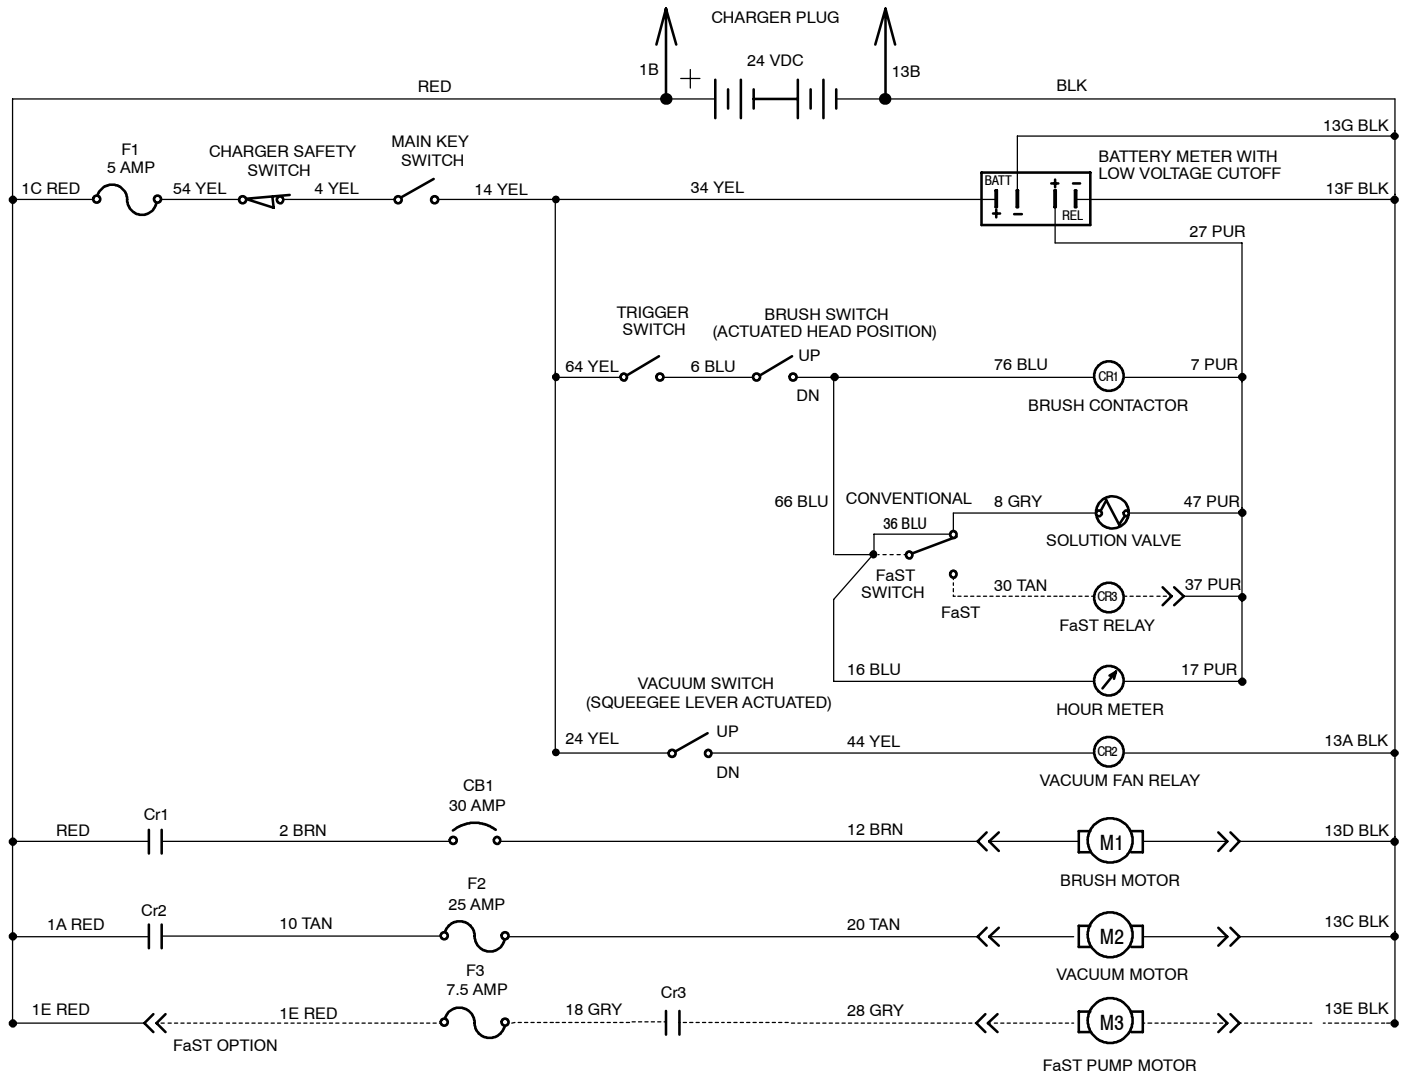 CHARGER PLUG
1B
+
24 VDC
13B
RED
BLK
13G BLK
F1
5 AMP
CHARGER SAFETY
SWITCH
MAIN KEY
SWITCH
BATTERY METER WITH
LOW VOLTAGE CUTOFF
1C RED
54 YEL
4 YEL
14 YEL
34 YEL
BATT
+
-
+
-
REL
13F BLK
27 PUR
TRIGGER
SWITCH
BRUSH SWITCH
(ACTUATED HEAD POSITION)
64 YEL
6 BLU
UP
DN
76 BLU
CR1
7 PUR
BRUSH CONTACTOR
66 BLU
CONVENTIONAL
36 BLU
8 GRY
47 PUR
SOLUTION VALVE
FaST
SWITCH
FaST
30 TAN
CR3
37 PUR
FaST RELAY
16 BLU
17 PUR
HOUR METER
VACUUM SWITCH
(SQUEEGEE LEVER ACTUATED)
24 YEL
UP
DN
44 YEL
CR2
13A BLK
VACUUM FAN RELAY
RED
Cr1
2 BRN
CB1
30 AMP
12 BRN
M1
13D BLK
BRUSH MOTOR
1A RED
Cr2
10 TAN
F2
25 AMP
20 TAN
M2
13C BLK
VACUUM MOTOR
1E RED
1E RED
FaST OPTION
F3
7.5 AMP
18 GRY
Cr3
28 GRY
M3
13E BLK
FaST PUMP MOTOR